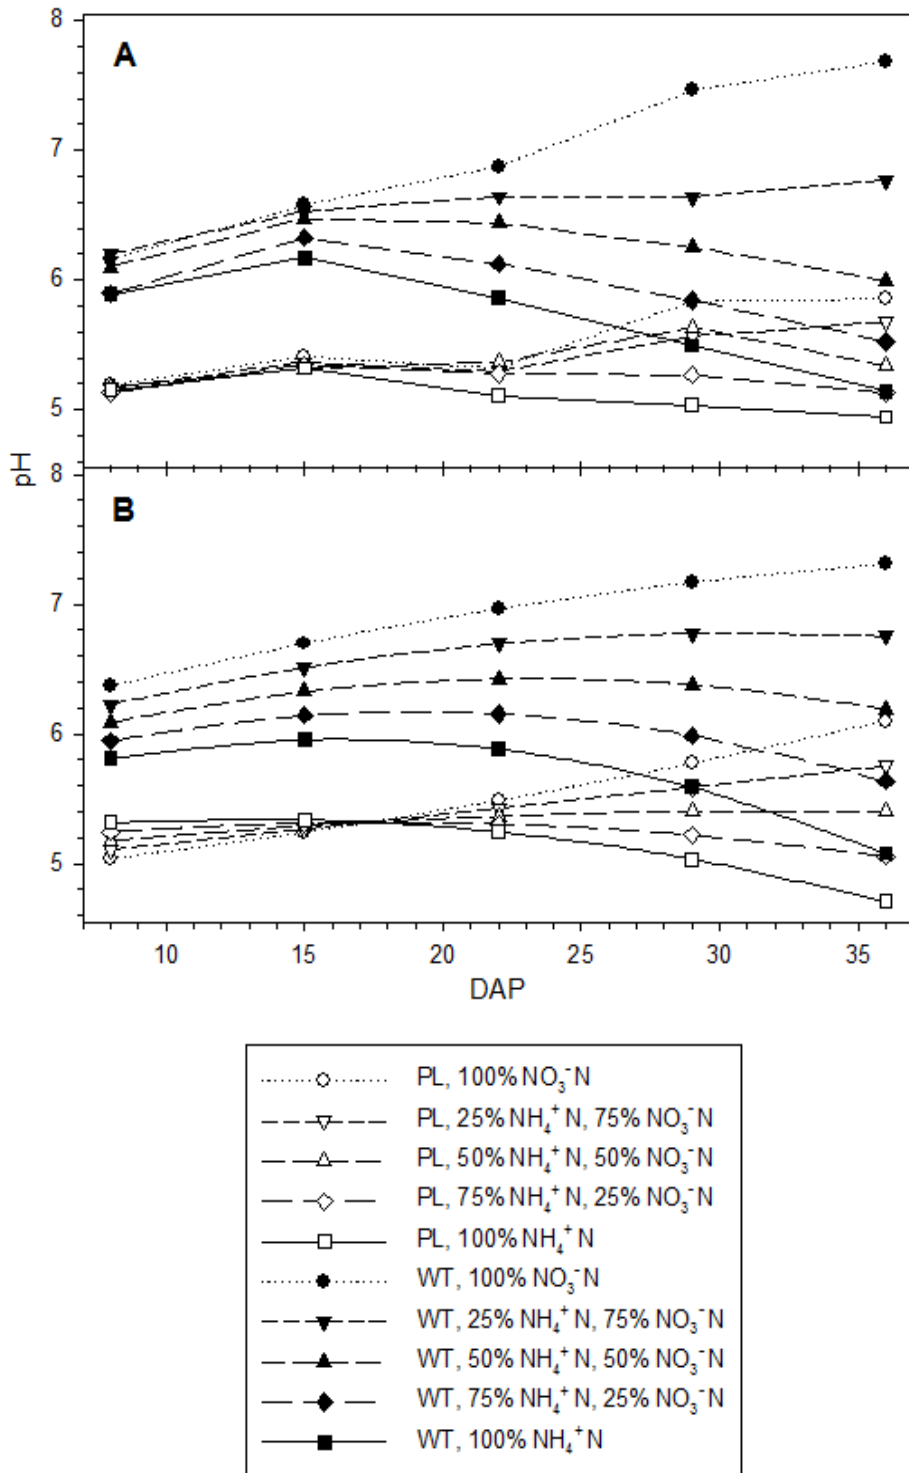 8
A
7
6
5
pH
8
B
7
6
5
10 15 20 25 30 35
DAP
PL, 100% NO₃⁻N
PL, 25% NH₄⁺ N, 75% NO₃⁻N
PL, 50% NH₄⁺ N, 50% NO₃⁻N
PL, 75% NH₄⁺ N, 25% NO₃⁻N
PL, 100% NH₄⁺ N
WT, 100% NO₃⁻N
WT, 25% NH₄⁺ N, 75% NO₃⁻N
WT, 50% NH₄⁺ N, 50% NO₃⁻N
WT, 75% NH₄⁺ N, 25% NO₃⁻N
WT, 100% NH₄⁺ N